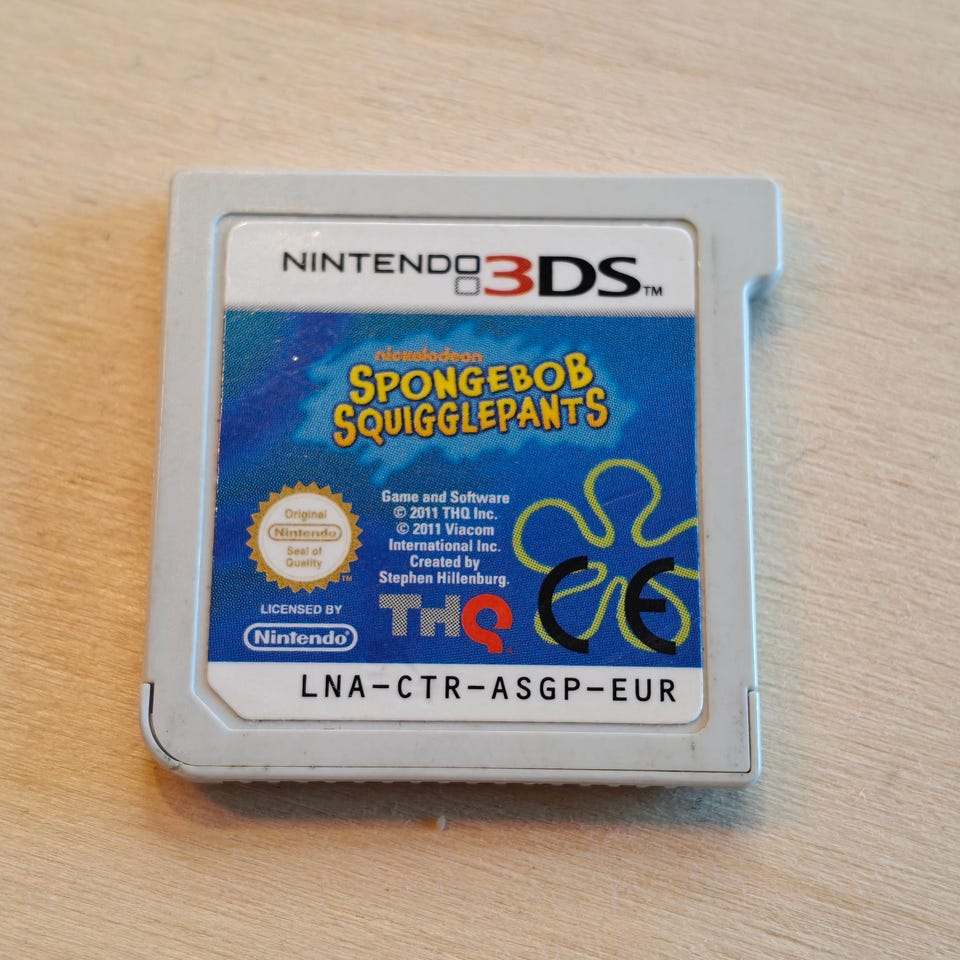 NINTENDO 3DS™
nickelodeon
SPONGEBOB
SQUIGGLEPANTS
Original
Nintendo
Seal of
Quality
TM
LICENSED BY
Nintendo®
Game and Software
© 2011 THQ Inc.
© 2011 Viacom
International Inc.
Created by
Stephen Hillenburg.
THQ
CE
LNA-CTR-ASGP-EUR